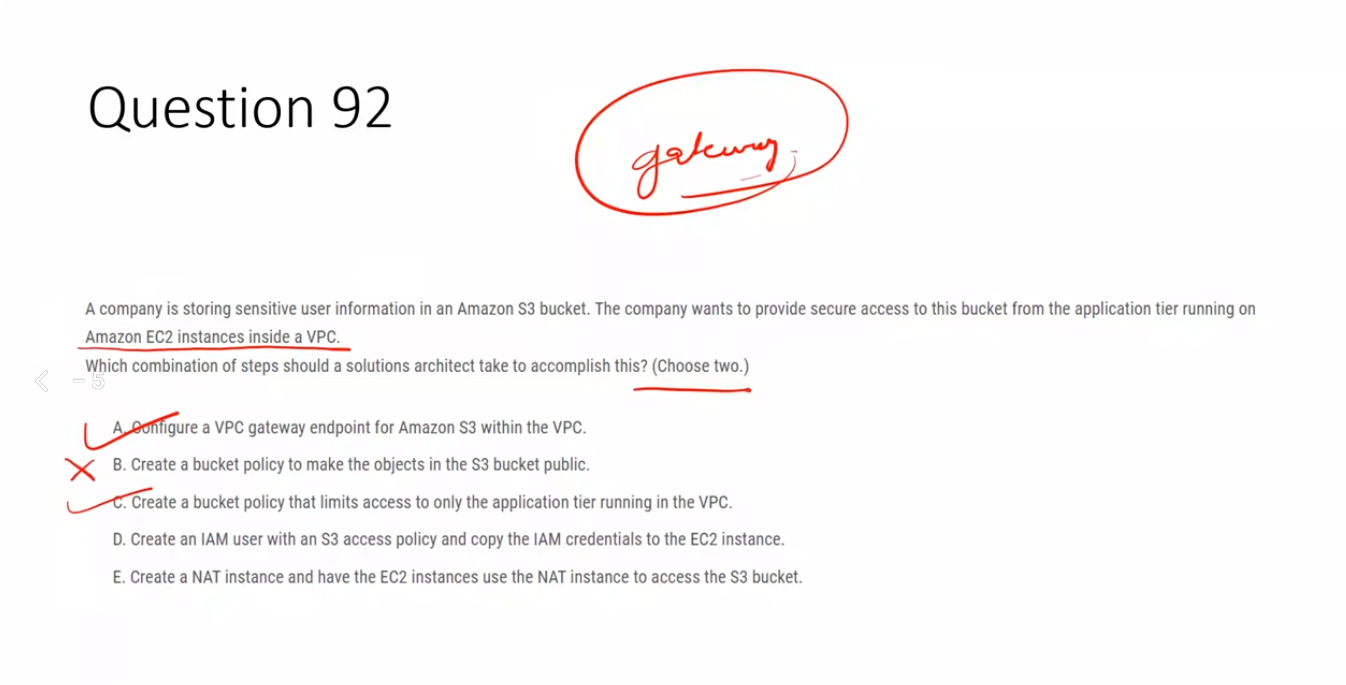 Question 92
gateway
A company is storing sensitive user information in an Amazon S3 bucket. The company wants to provide secure access to this bucket from the application tier running on
Amazon EC2 instances inside a VPC.
Which combination of steps should a solutions architect take to accomplish this? (Choose two.)
- 5
A. Configure a VPC gateway endpoint for Amazon S3 within the VPC.
B. Create a bucket policy to make the objects in the S3 bucket public.
C. Create a bucket policy that limits access to only the application tier running in the VPC.
D. Create an IAM user with an S3 access policy and copy the IAM credentials to the EC2 instance.
E. Create a NAT instance and have the EC2 instances use the NAT instance to access the S3 bucket.